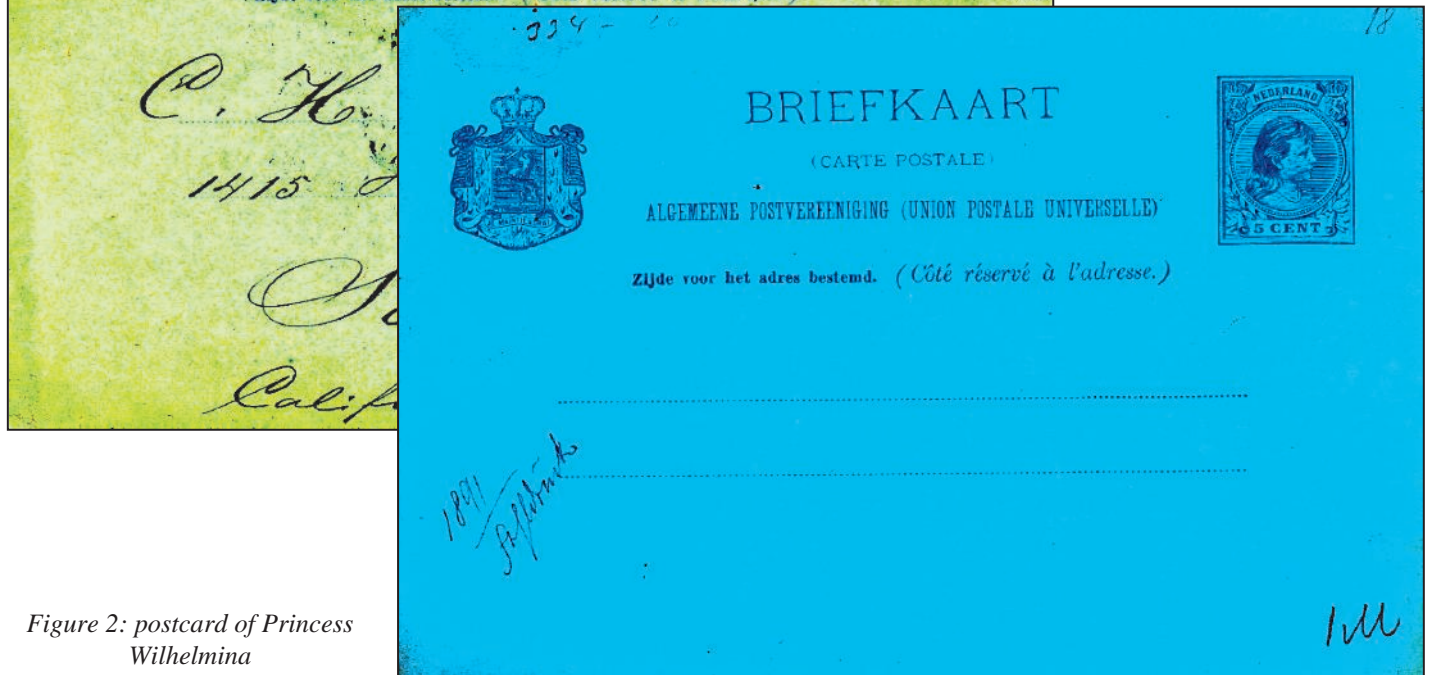 C. H.
1415
Calif
334 -
18
BRIEFKAART
(CARTE POSTALE)
ALGEMEENE POSTVEREENIGING (UNION POSTALE UNIVERSELLE)
Zijde voor het adres bestemd. (Côté réservé à l'adresse.)
NEDERLAND
5 CENT
1891
Figure 2: postcard of Princess
Wilhelmina